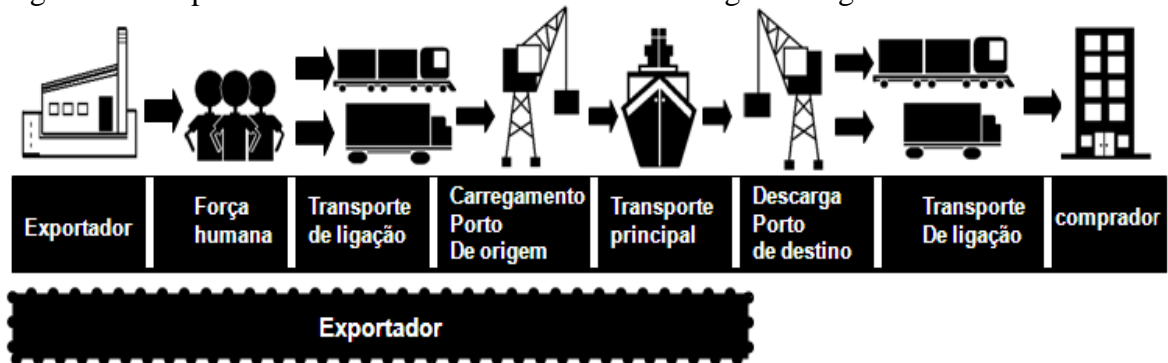 Exportador
Força
humana
Transporte
de ligação
Carregamento
Porto
De origem
Transporte
principal
Descarga
Porto
de destino
Transporte
De ligação
comprador
Exportador